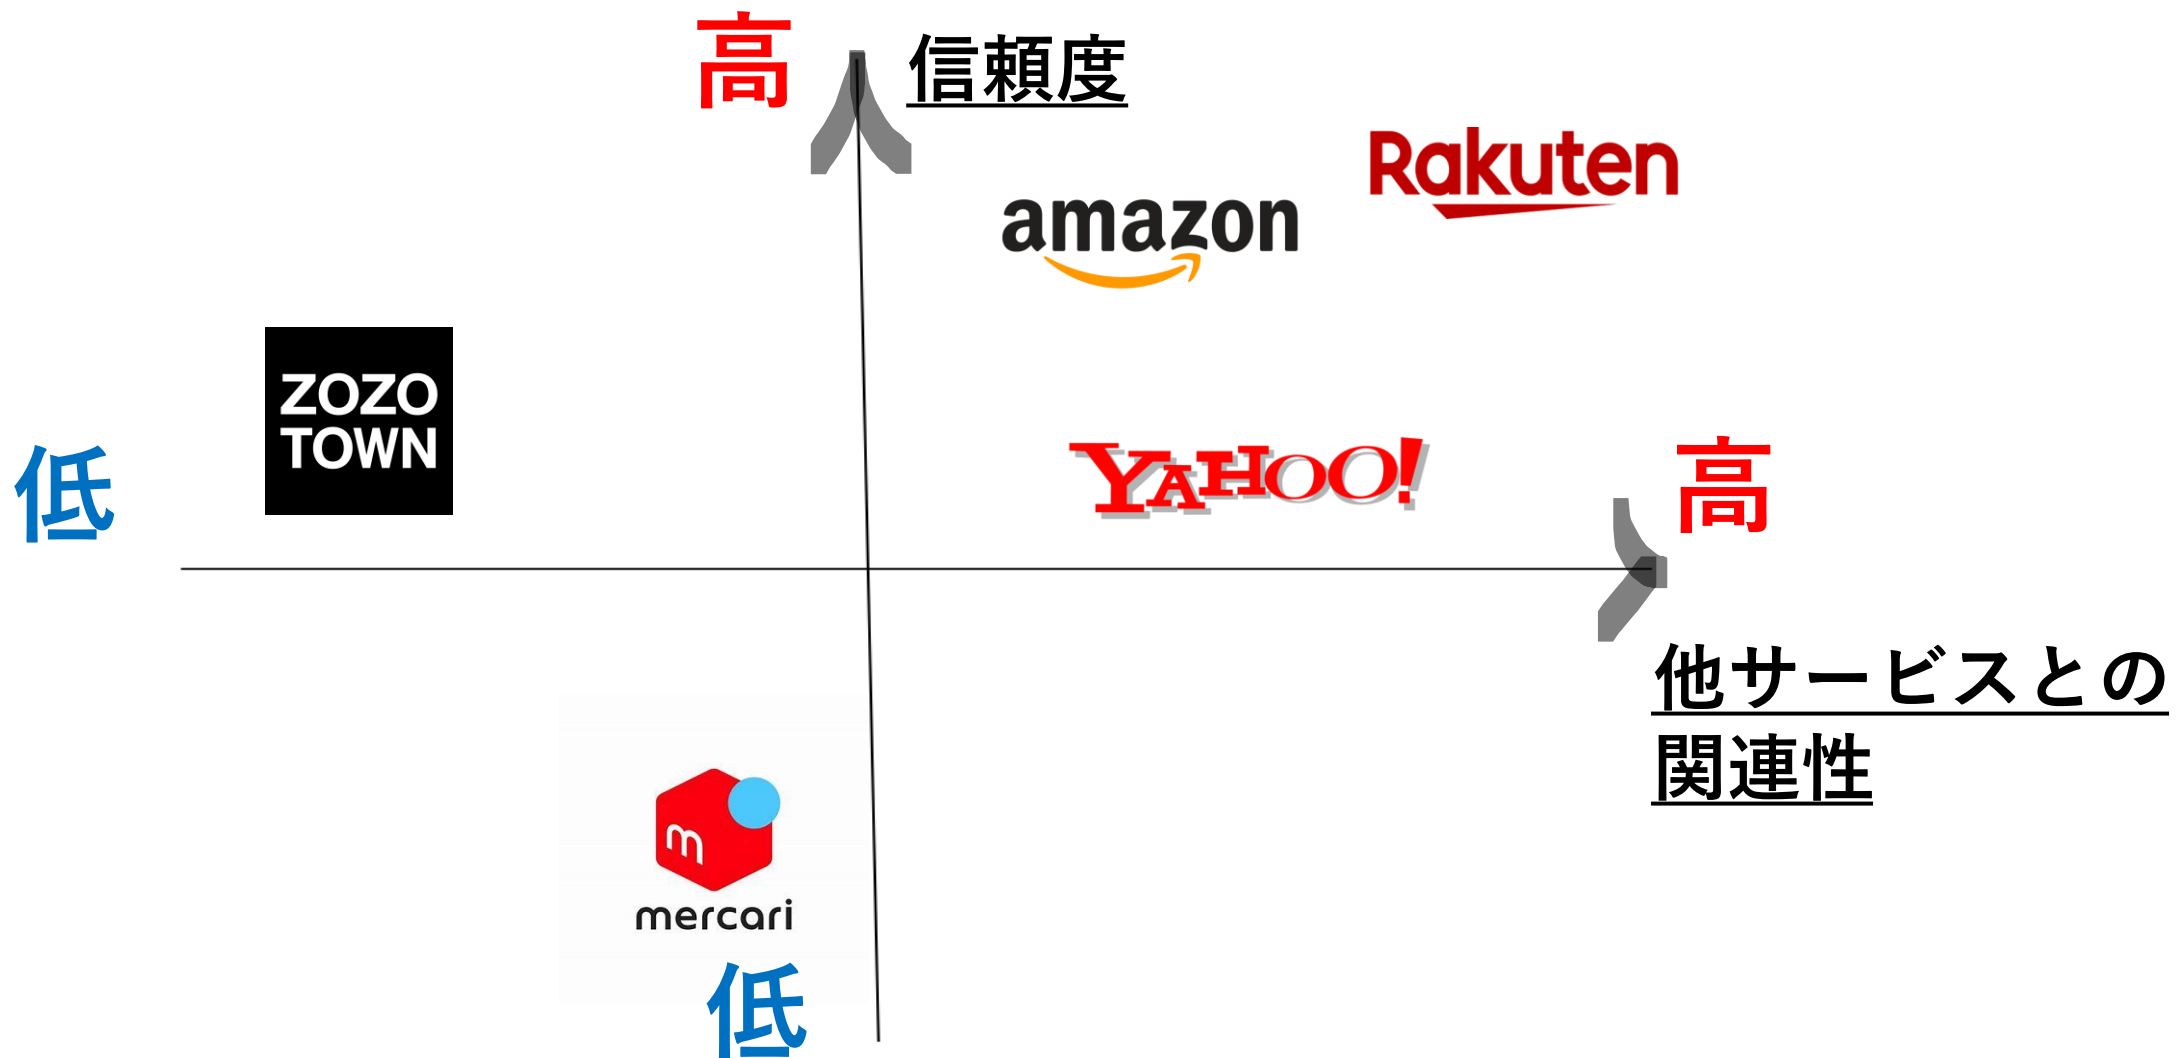 高
信頼度
Rakuten
amazon
ZOZO
TOWN
低
YAHOO!
高
他サービスとの
関連性
m
mercari
低